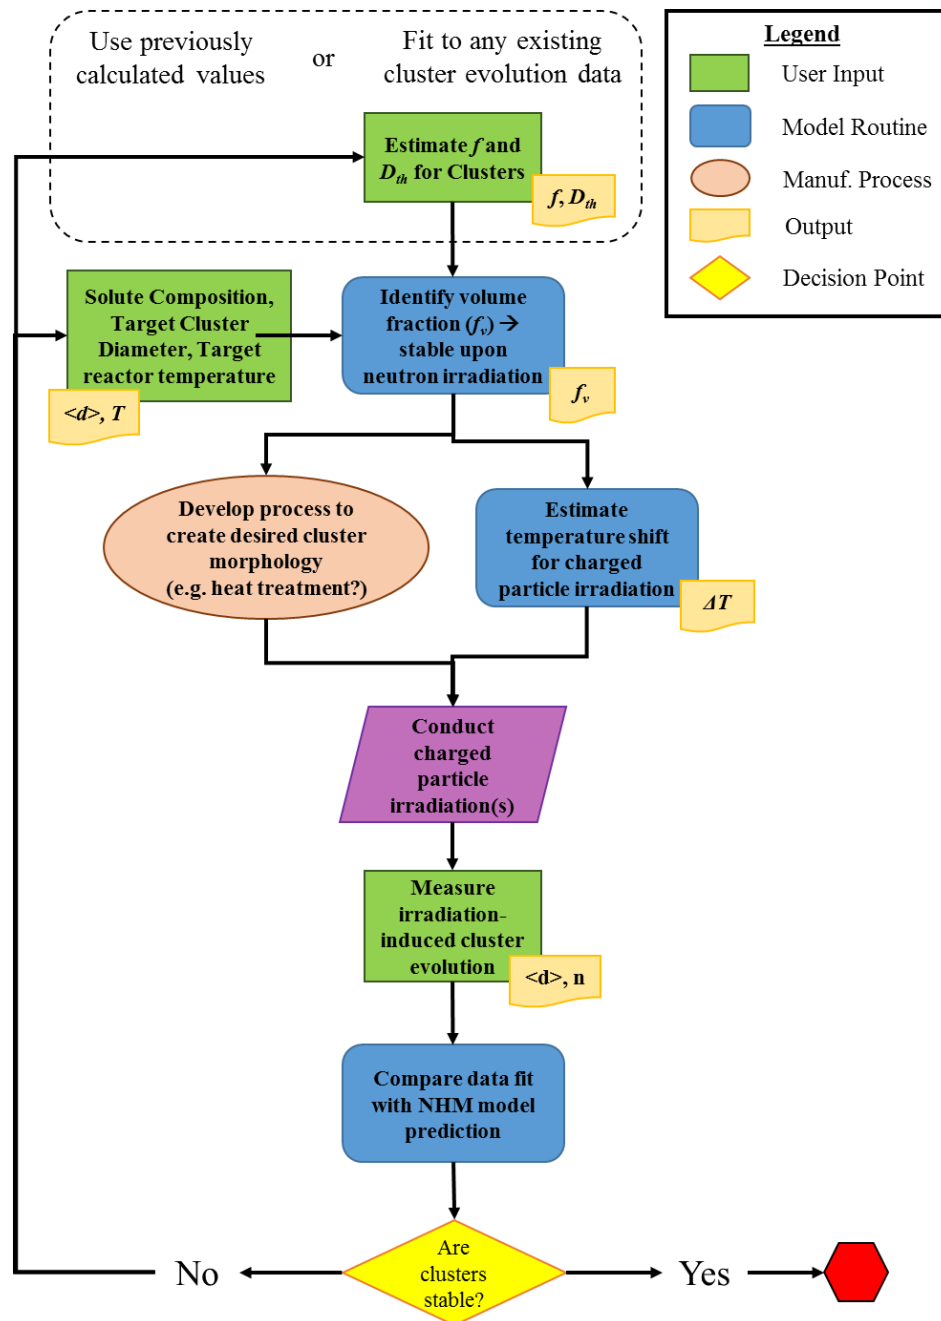 Use previously
calculated values
or
Fit to any existing
cluster evolution data
Legend
User Input
Model Routine
Manuf. Process
Output
Decision Point
Estimate f and
D_th for Clusters
f, D_th
Solute Composition,
Target Cluster
Diameter, Target
reactor temperature
<d>, T
Identify volume
fraction (f_v) →
stable upon
neutron irradiation
f_v
Develop process to
create desired cluster
morphology
(e.g. heat treatment?)
Estimate
temperature shift
for charged
particle irradiation
ΔT
Conduct
charged
particle
irradiation(s)
Measure
irradiation-
induced cluster
evolution
<d>, n
Compare data fit
with NHM model
prediction
Are
clusters
stable?
No
Yes